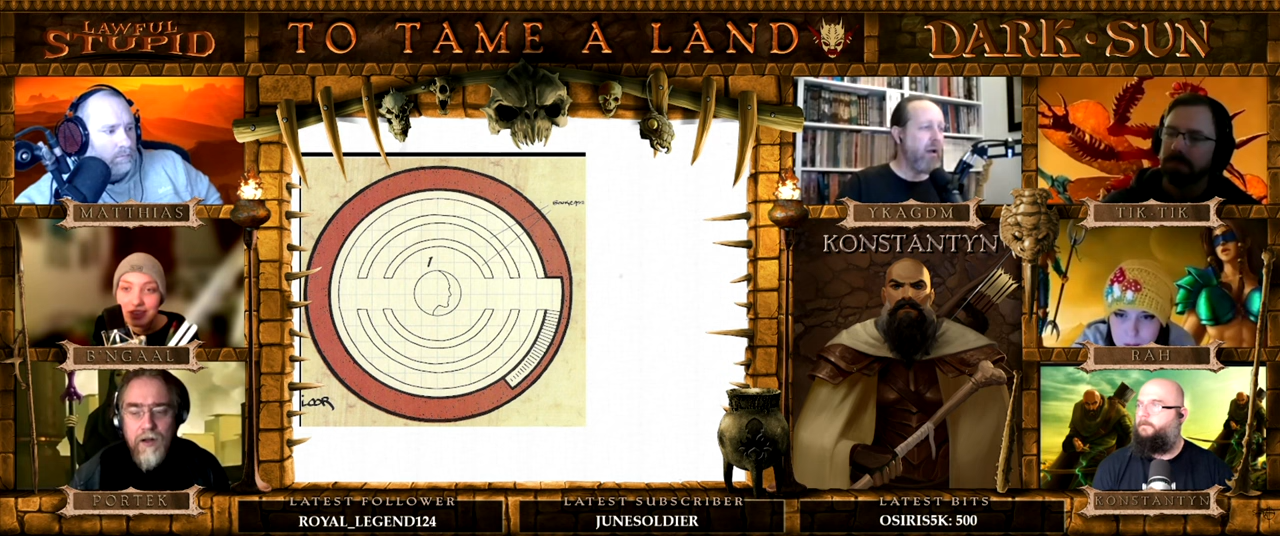 LAWFUL
STUPID
TO TAME A LAND
DARK·SUN
MATTHIAS
YKAGDM
TIK-TIK
KONSTANTYN
1
B'NGAAL
RAH
PORTEK
KONSTANTYN
LATEST FOLLOWER
LATEST SUBSCRIBER
LATEST BITS
ROYAL_LEGEND124
JUNESOLDIER
OSIRIS5K: 500